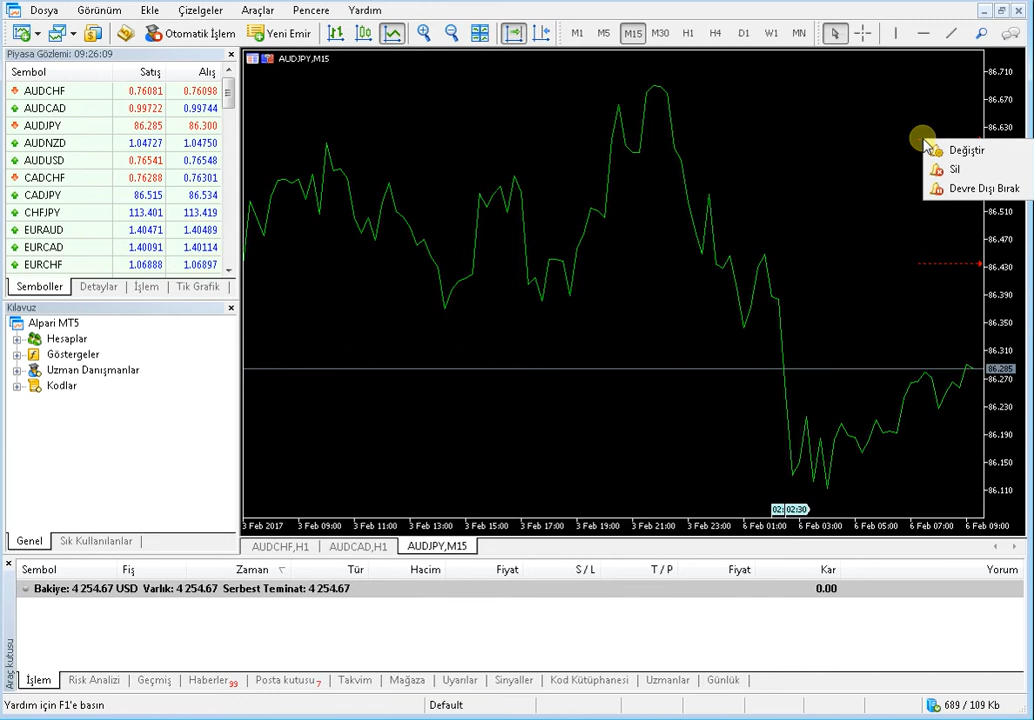 Dosya Görünüm Ekle Çizelgeler Araçlar Pencere Yardım
Otomatik İşlem Yeni Emir M1 M5 M15 M30 H1 H4 D1 W1 MN
Piyasa Gözlemi: 09:26:09
Sembol Satış Alış
AUDCHF 0.76081 0.76098
AUDCAD 0.99722 0.99744
AUDJPY 86.285 86.300
AUDNZD 1.04727 1.04750
AUDUSD 0.76541 0.76548
CADCHF 0.76288 0.76301
CADJPY 86.515 86.534
CHFJPY 113.401 113.419
EURAUD 1.40471 1.40489
EURCAD 1.40091 1.40114
EURCHF 1.06888 1.06897
Semboller Detaylar İşlem Tik Grafik
Kılavuz
Alpari MT5
Hesaplar
Göstergeler
Uzman Danışmanlar
Kodlar
Genel Sık Kullanılanlar
AUDJPY,M15
Değiştir
Sil
Devre Dışı Bırak
86.710
86.670
86.630
86.510
86.470
86.430
86.390
86.350
86.310
86.285
86.270
86.230
86.190
86.150
86.110
02: 02:30
3 Feb 2017 3 Feb 09:00 3 Feb 11:00 3 Feb 13:00 3 Feb 15:00 3 Feb 17:00 3 Feb 19:00 3 Feb 21:00 3 Feb 23:00 6 Feb 01:00 6 Feb 03:00 6 Feb 05:00 6 Feb 07:00 6 Feb 09:00
AUDCHF,H1 AUDCAD,H1 AUDJPY,M15
Sembol Fiş Zaman Tür Hacim Fiyat S / L T / P Fiyat Kar Yorum
Bakiye: 4 254.67 USD Varlık: 4 254.67 Serbest Teminat: 4 254.67 0.00
Araç kutusu
İşlem Risk Analizi Geçmiş Haberler 99 Posta kutusu 7 Takvim Mağaza Uyarılar Sinyaller Kod Kütüphanesi Uzmanlar Günlük
Yardım için F1'e basın Default 689 / 109 Kb